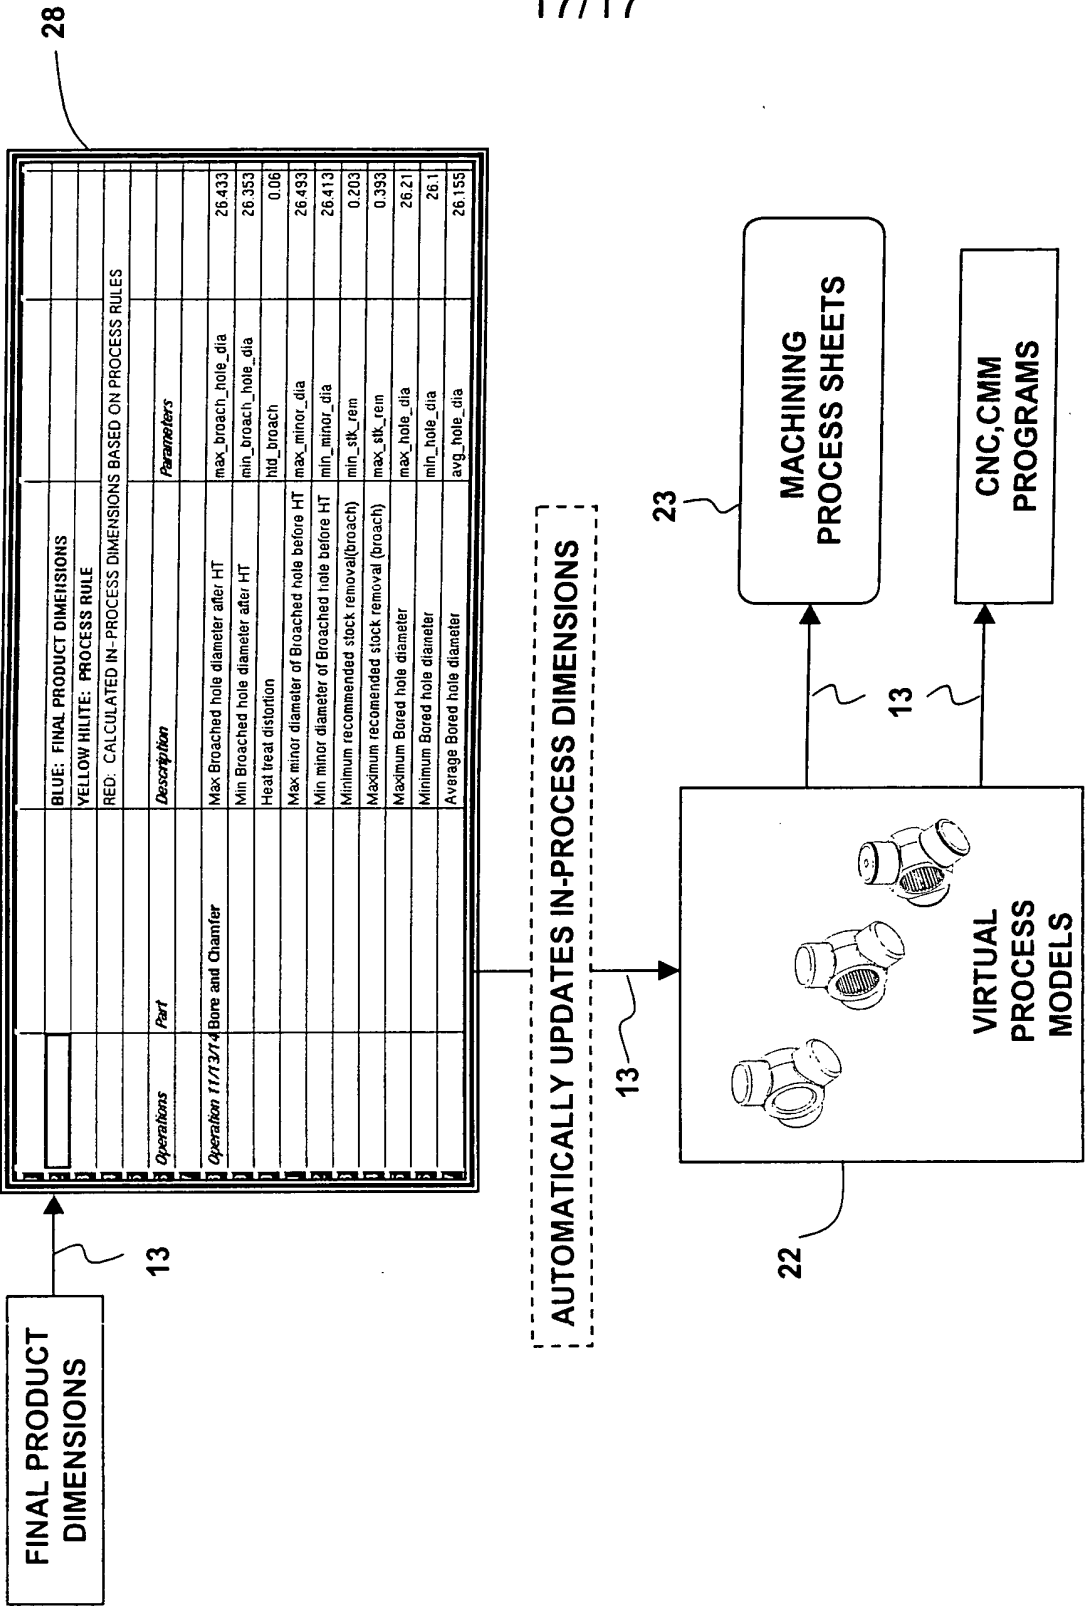 17/17
FINAL PRODUCT
DIMENSIONS
13
28
BLUE: FINAL PRODUCT DIMENSIONS
YELLOW HILITE: PROCESS RULE
RED: CALCULATED IN-PROCESS DIMENSIONS BASED ON PROCESS RULES
Operations Part Description Parameters
Operation 11/13/14 Bore and Chamfer Max Broached hole diameter after HT max_broach_hole_dia 26.433
Min Broached hole diameter after HT min_broach_hole_dia 26.353
Heat treat distortion htd_broach 0.06
Max minor diameter of Broached hole before HT max_minor_dia 26.493
Min minor diameter of Broached hole before HT min_minor_dia 26.413
Minimum recommended stock removal(broach) min_stk_rem 0.203
Maximum recomended stock removal (broach) max_stk_rem 0.393
Maximum Bored hole diameter max_hole_dia 26.21
Minimum Bored hole diameter min_hole_dia 26.1
Average Bored hole diameter avg_hole_dia 26.155
AUTOMATICALLY UPDATES IN-PROCESS DIMENSIONS
13
22
VIRTUAL
PROCESS
MODELS
13
23
MACHINING
PROCESS SHEETS
CNC,CMM
PROGRAMS